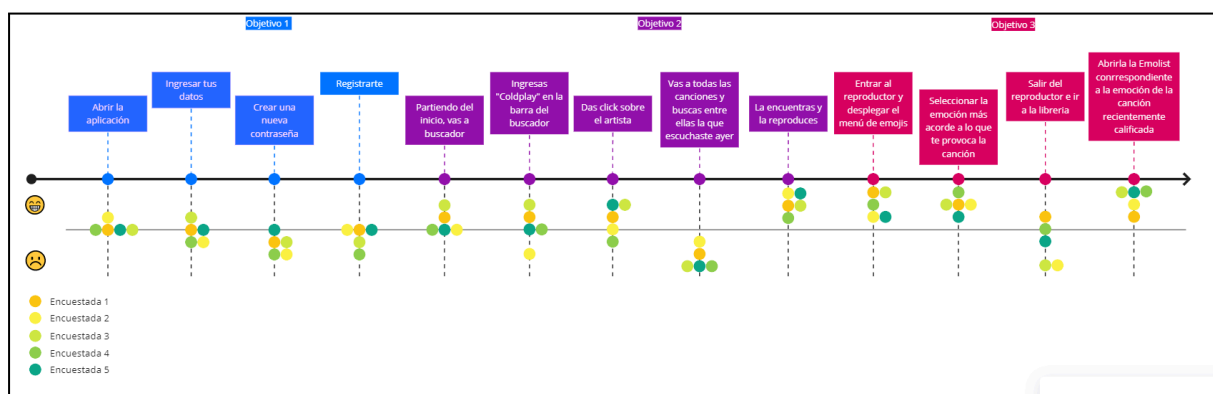 Objetivo 1
Objetivo 2
Objetivo 3
Abrir la
aplicación
Ingresar tus
datos
Crear una
nueva
contraseña
Registrarte
Partiendo del
inicio, vas a
buscador
Ingresas
"Coldplay" en la
barra del
buscador
Das click sobre
el artista
Vas a todas las
canciones y
buscas entre
ellas la que
escuchaste ayer
La encuentras y
la reproduces
Entrar al
reproductor y
desplegar el
menú de emojis
Seleccionar la
emoción más
acorde a lo que
te provoca la
canción
Salir del
reproductor e ir
a la libreria
Abrirla la Emolist
conrrespondiente
a la emoción de la
canción
recientemente
calificada
Encuestada 1
Encuestada 2
Encuestada 3
Encuestada 4
Encuestada 5